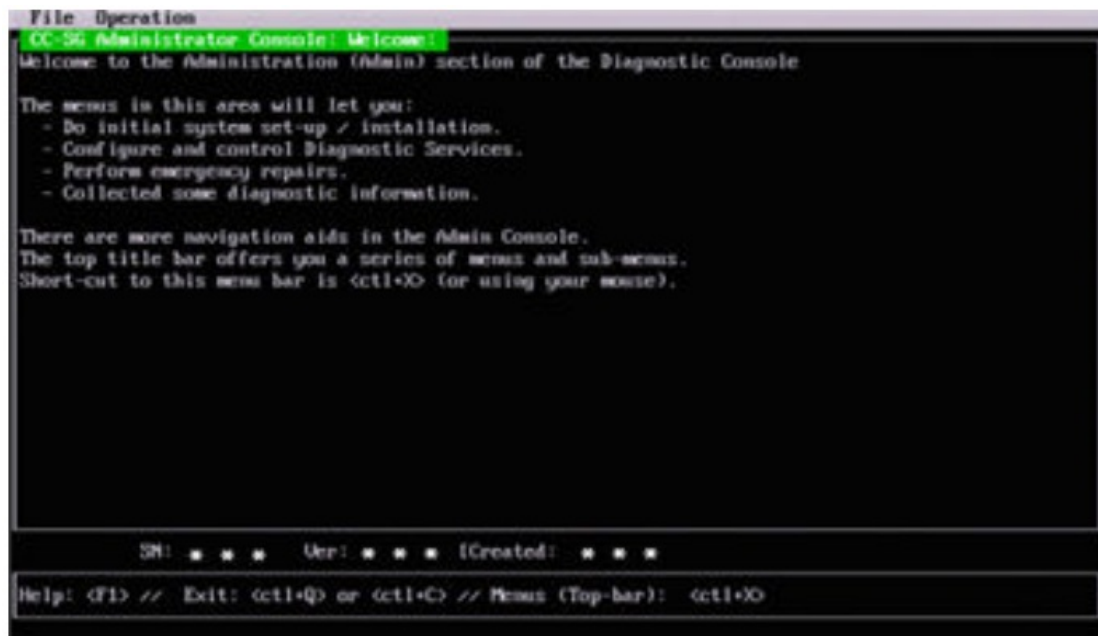 File Operation
CC-SG Administrator Console: Welcome:
Welcome to the Administration (Admin) section of the Diagnostic Console
The menus in this area will let you:
- Do initial system set-up / installation.
- Configure and control Diagnostic Services.
- Perform emergency repairs.
- Collected some diagnostic information.
There are more navigation aids in the Admin Console.
The top title bar offers you a series of menus and sub-menus.
Short-cut to this menu bar is <ctl+X> (or using your mouse).
SN: * * * Ver: * * * [Created: * * *
Help: <F1> // Exit: <ctl+Q> or <ctl+C> // Menus (Top-bar): <ctl+X>